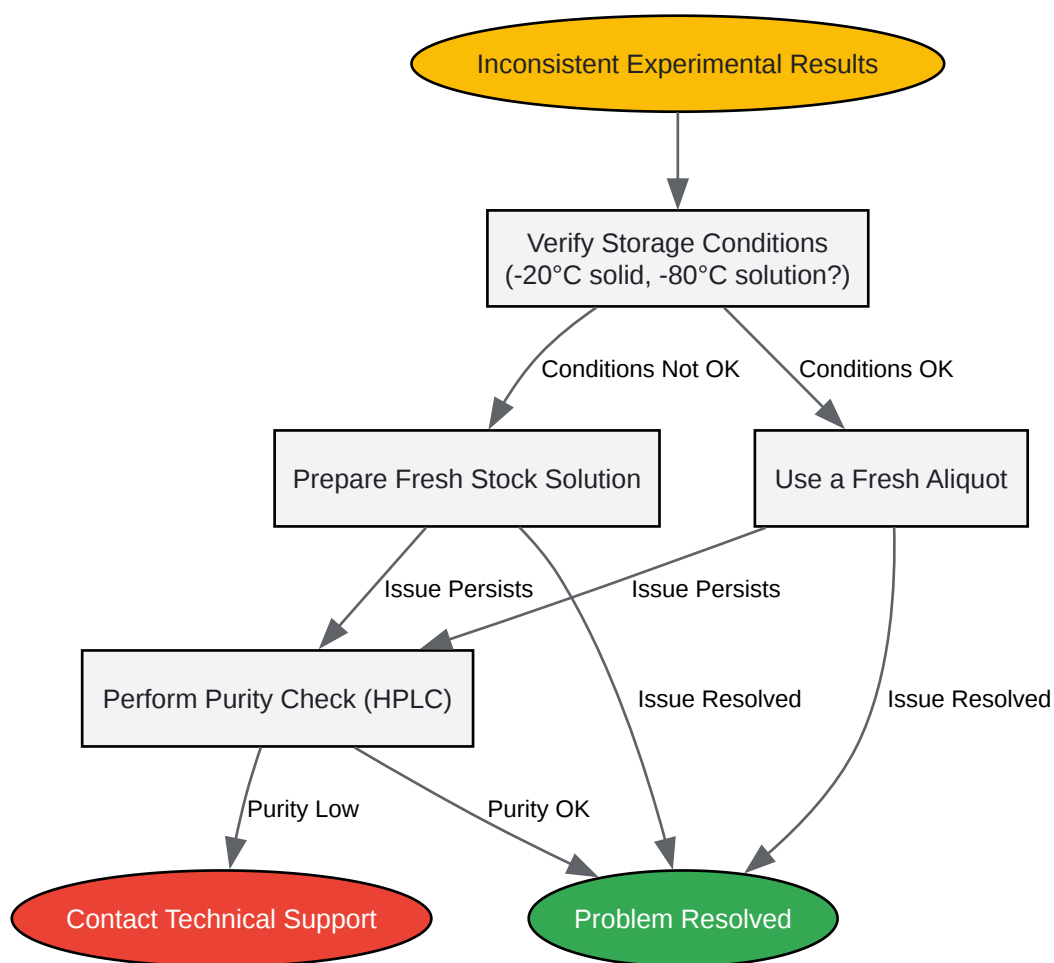 Inconsistent Experimental Results
Verify Storage Conditions
(-20°C solid, -80°C solution?)
Conditions Not OK
Conditions OK
Prepare Fresh Stock Solution
Use a Fresh Aliquot
Issue Persists
Issue Persists
Perform Purity Check (HPLC)
Issue Resolved
Issue Resolved
Purity Low
Purity OK
Contact Technical Support
Problem Resolved